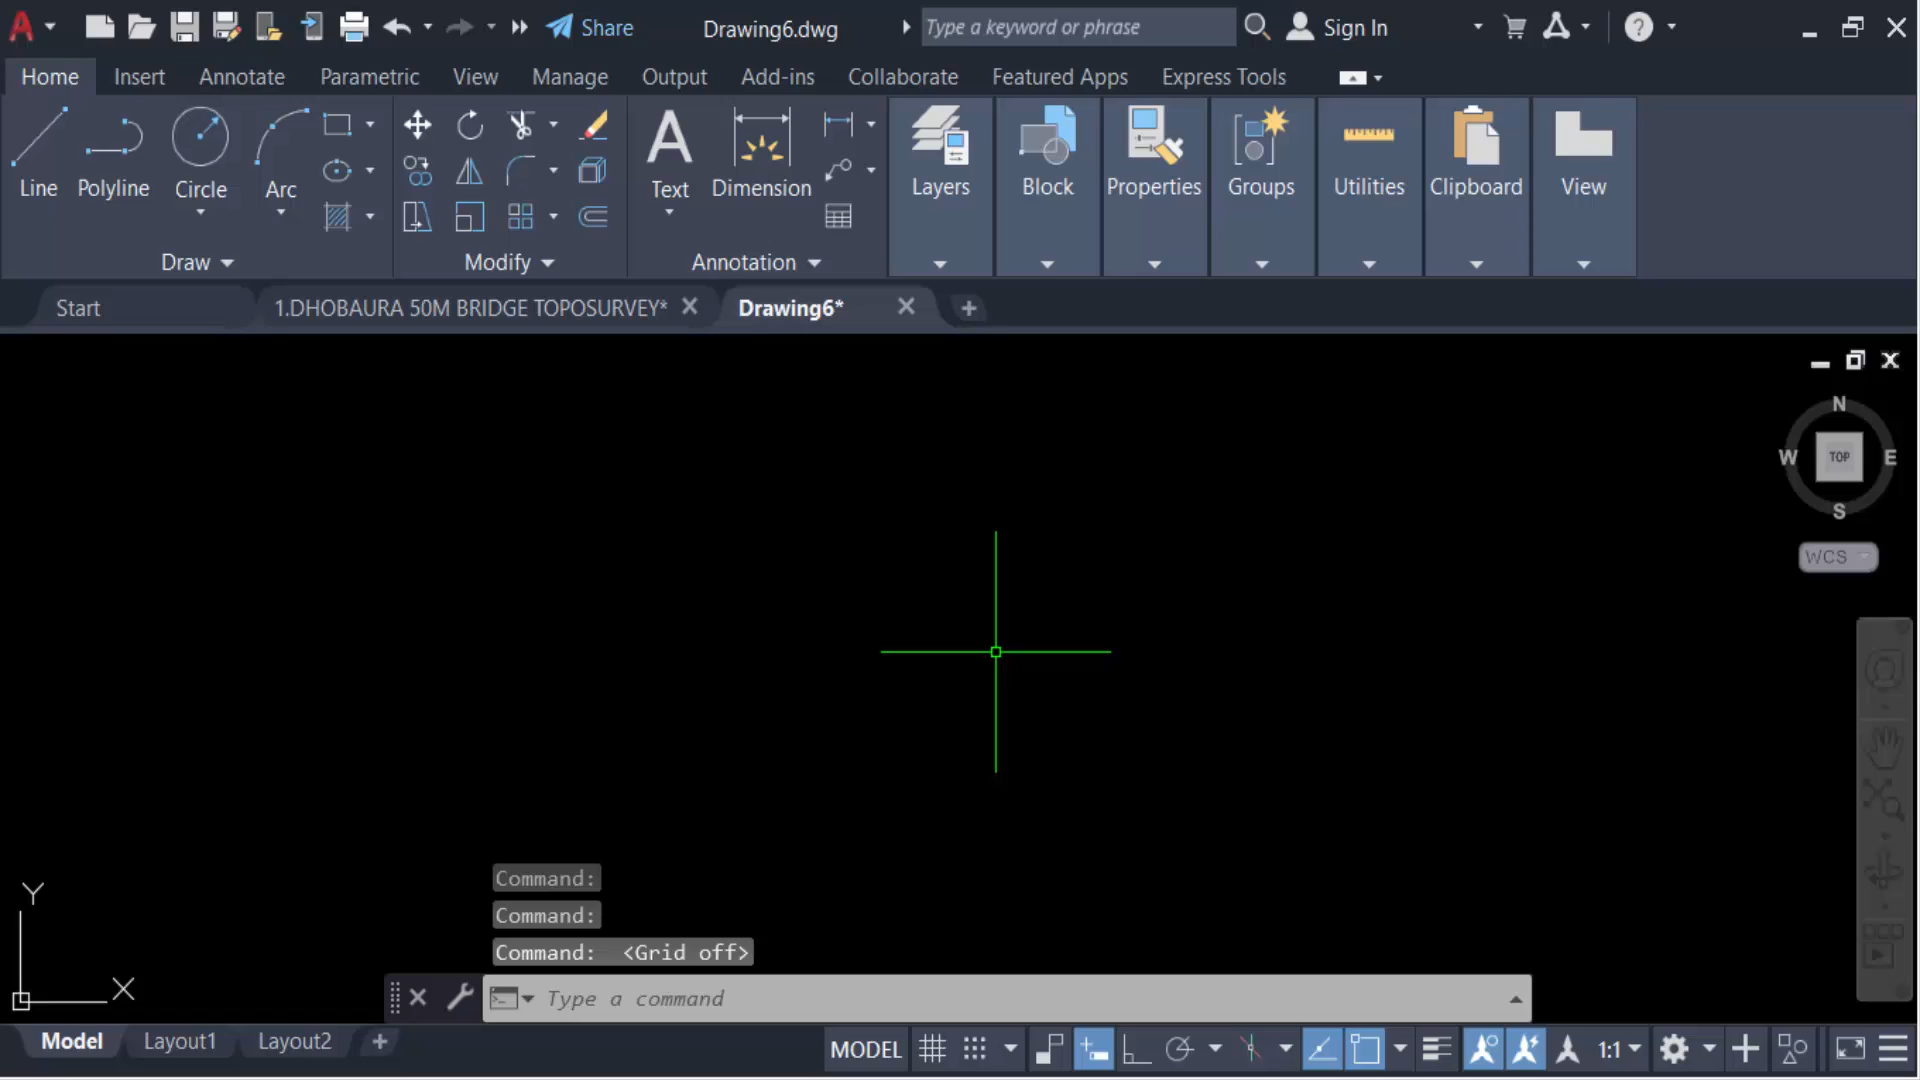 Share
Drawing6.dwg
Type a keyword or phrase
Sign In
Home
Insert
Annotate
Parametric
View
Manage
Output
Add-ins
Collaborate
Featured Apps
Express Tools
Line
Polyline
Circle
Arc
Text
Dimension
Layers
Block
Properties
Groups
Utilities
Clipboard
View
Draw
Modify
Annotation
Start
1.DHOBAURA 50M BRIDGE TOPOSURVEY*
Drawing6*
N
W
TOP
E
S
WCS
Command:
Command:
Command:  <Grid off>
Y
X
Type a command
Model
Layout1
Layout2
MODEL
1:1